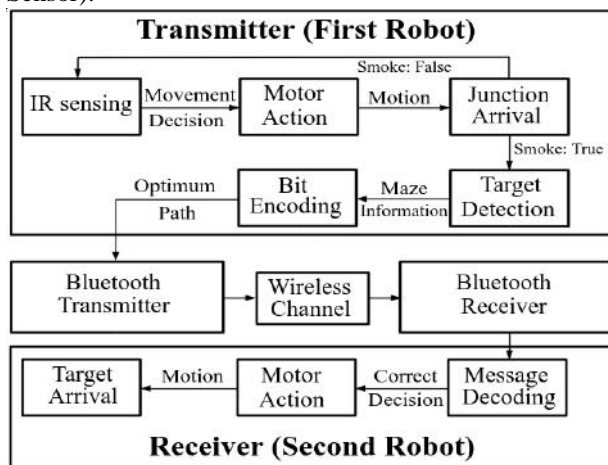 Sensor).
Transmitter (First Robot)
Smoke: False
IR sensing
Movement
Decision
Motor
Action
Motion
Junction
Arrival
Smoke: True
Optimum
Path
Bit
Encoding
Maze
Information
Target
Detection
Bluetooth
Transmitter
Wireless
Channel
Bluetooth
Receiver
Target
Arrival
Motion
Motor
Action
Correct
Decision
Message
Decoding
Receiver (Second Robot)